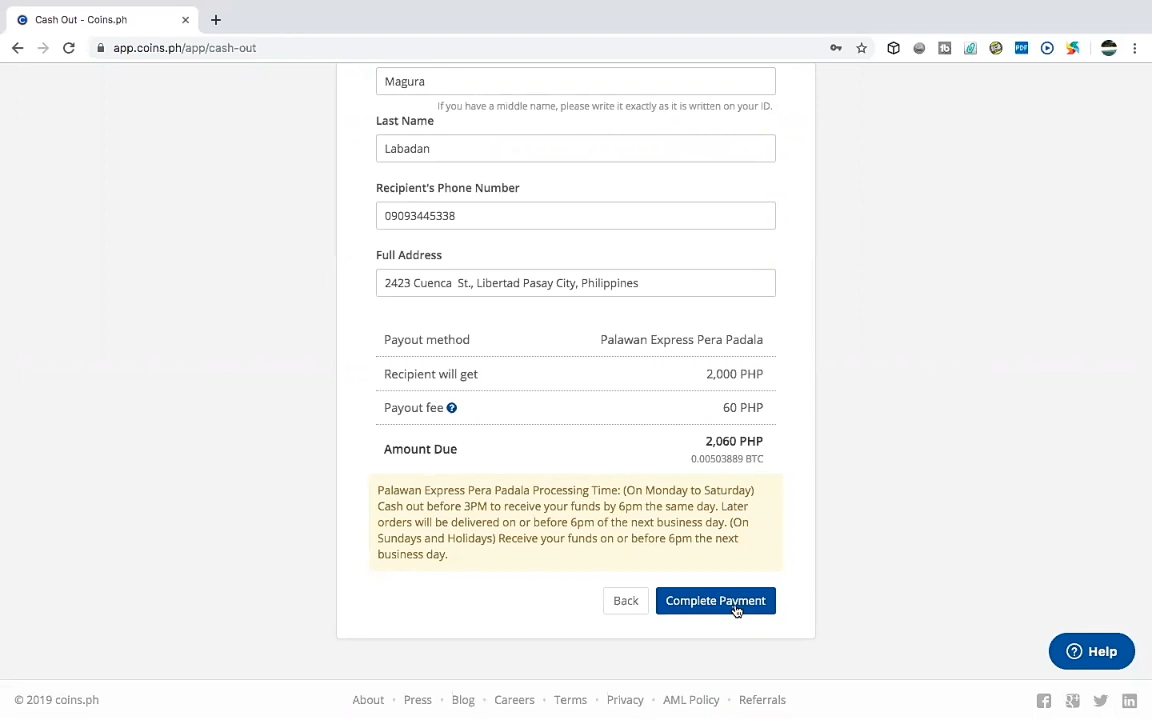 Cash Out - Coins.ph
app.coins.ph/app/cash-out
Magura
If you have a middle name, please write it exactly as it is written on your ID.
Last Name
Labadan
Recipient's Phone Number
09093445338
Full Address
2423 Cuenca  St., Libertad Pasay City, Philippines
Payout method Palawan Express Pera Padala
Recipient will get 2,000 PHP
Payout fee ? 60 PHP
Amount Due 2,060 PHP
0.00503889 BTC
Palawan Express Pera Padala Processing Time: (On Monday to Saturday)
Cash out before 3PM to receive your funds by 6pm the same day. Later
orders will be delivered on or before 6pm of the next business day. (On
Sundays and Holidays) Receive your funds on or before 6pm the next
business day.
Back Complete Payment
? Help
© 2019 coins.ph About • Press • Blog • Careers • Terms • Privacy • AML Policy • Referrals